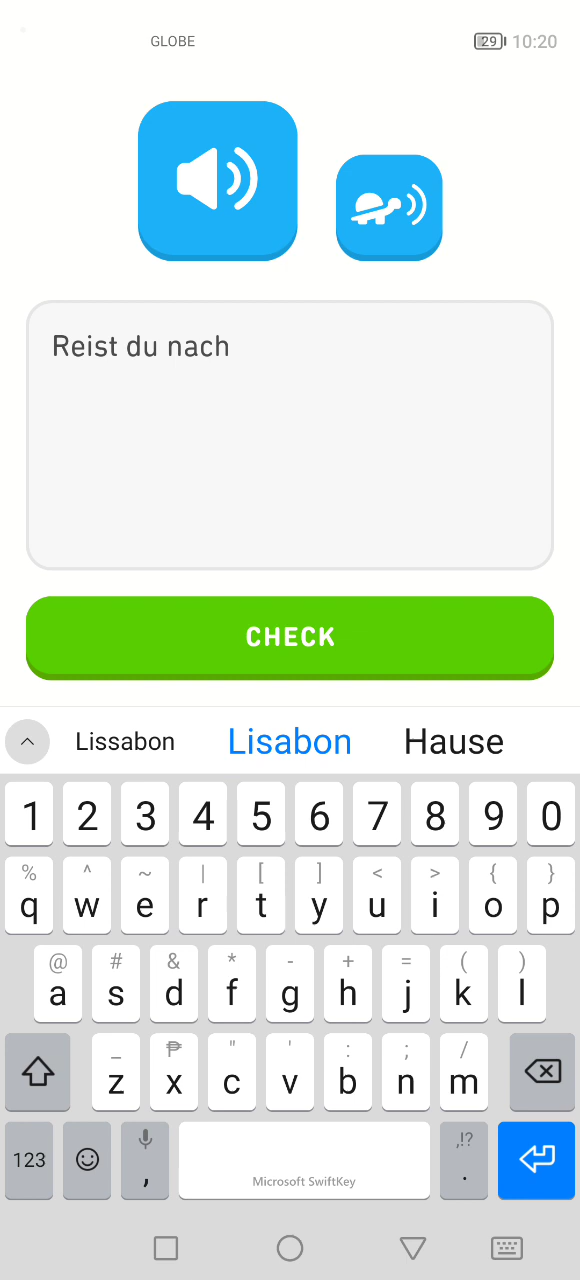 GLOBE 29 10:20
Reist du nach
CHECK
Lissabon Lisabon Hause
1 2 3 4 5 6 7 8 9 0
% ^ ~ | [ ] < > { }
q w e r t y u i o p
@ # & * - + = ( )
a s d f g h j k l
_ ₱ " ' : ; /
z x c v b n m
,!?
123 , Microsoft SwiftKey .